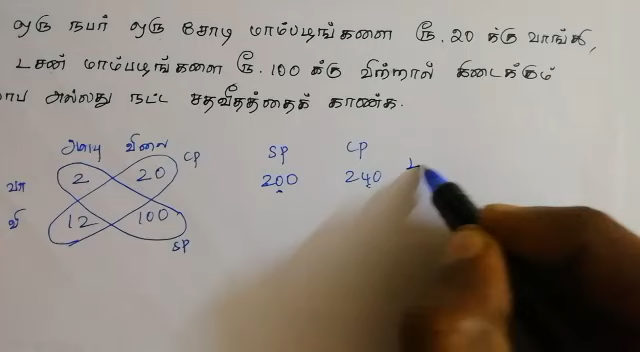 ஒரு நபர் ஒரு சோடி மாம்பழங்களை ரூ. 20 க்கு வாங்கி,
டசன் மாம்பழங்களை ரூ. 100 க்கு விற்றால் கிடைக்கும்
அல்லது நட்ட சதவீதத்தைக் காண்க.
விலை CP SP CP
வா 2 20 200 240
வி 12 100
SP